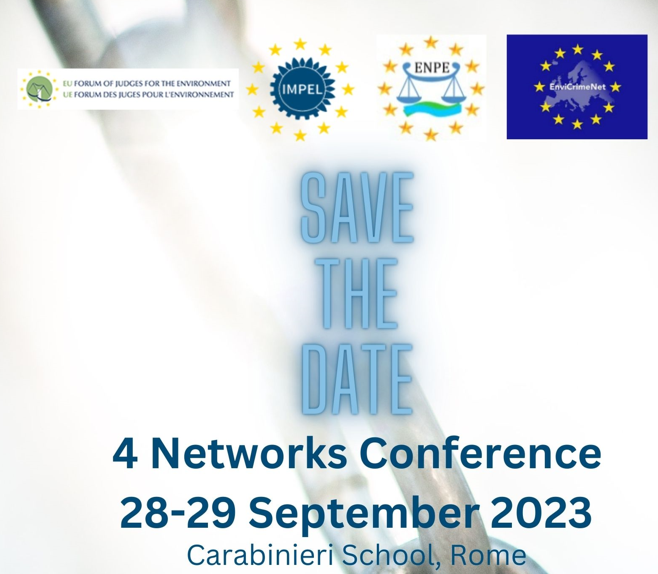 EU FORUM OF JUDGES FOR THE ENVIRONMENT
UE FORUM DES JUGES POUR L'ENVIRONNEMENT
IMPEL
ENPE
EnviCrimeNet
SAVE
THE
DATE
4 Networks Conference
28-29 September 2023
Carabinieri School, Rome